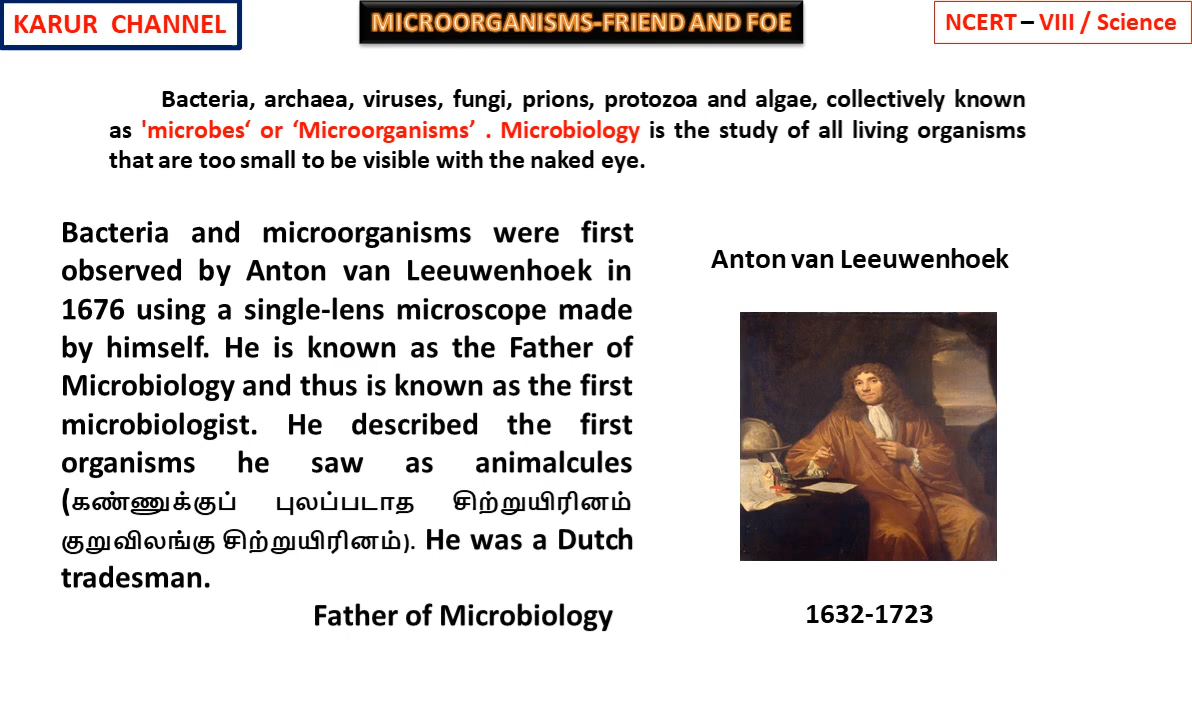 KARUR CHANNEL
MICROORGANISMS-FRIEND AND FOE
NCERT – VIII / Science
Bacteria, archaea, viruses, fungi, prions, protozoa and algae, collectively known
as 'microbes‘ or ‘Microorganisms’ . Microbiology is the study of all living organisms
that are too small to be visible with the naked eye.
Bacteria and microorganisms were first
observed by Anton van Leeuwenhoek in
1676 using a single-lens microscope made
by himself. He is known as the Father of
Microbiology and thus is known as the first
microbiologist. He described the first
organisms he saw as animalcules
(கண்ணுக்குப் புலப்படாத சிற்றுயிரினம்
குறுவிலங்கு சிற்றுயிரினம்). He was a Dutch
tradesman.
Father of Microbiology
Anton van Leeuwenhoek
1632-1723